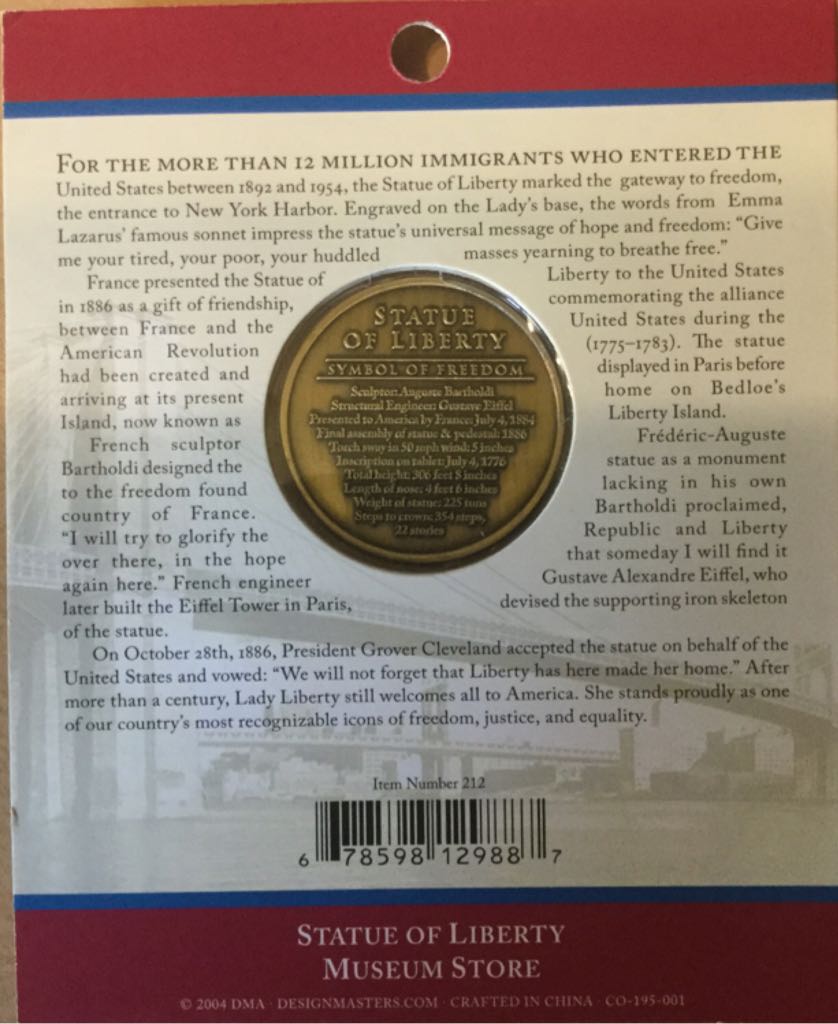 FOR THE MORE THAN 12 MILLION IMMIGRANTS WHO ENTERED THE
United States between 1892 and 1954, the Statue of Liberty marked the gateway to freedom,
the entrance to New York Harbor. Engraved on the Lady's base, the words from Emma
Lazarus' famous sonnet impress the statue's universal message of hope and freedom: "Give
me your tired, your poor, your huddled masses yearning to breathe free."
France presented the Statue of Liberty to the United States
in 1886 as a gift of friendship, commemorating the alliance
between France and the United States during the
American Revolution (1775–1783). The statue
had been created and displayed in Paris before
arriving at its present home on Bedloe's
Island, now known as Liberty Island.
French sculptor Frédéric-Auguste
Bartholdi designed the statue as a monument
to the freedom found lacking in his own
country of France. Bartholdi proclaimed,
"I will try to glorify the Republic and Liberty
over there, in the hope that someday I will find it
again here." French engineer Gustave Alexandre Eiffel, who
later built the Eiffel Tower in Paris, devised the supporting iron skeleton
of the statue.
STATUE
OF LIBERTY
SYMBOL OF FREEDOM
Sculptor: Auguste Bartholdi
Structural Engineer: Gustave Eiffel
Presented to America by France: July 4, 1884
Final assembly of statue & pedestal: 1886
Torch sway in 50 mph wind: 5 inches
Inscription on tablet: July 4, 1776
Total height: 306 feet 8 inches
Length of nose: 4 feet 6 inches
Weight of statue: 225 tons
Steps to crown: 354 steps,
22 stories
On October 28th, 1886, President Grover Cleveland accepted the statue on behalf of the
United States and vowed: "We will not forget that Liberty has here made her home." After
more than a century, Lady Liberty still welcomes all to America. She stands proudly as one
of our country's most recognizable icons of freedom, justice, and equality.
Item Number 212
6 78598 12988 7
STATUE OF LIBERTY
MUSEUM STORE
© 2004 DMA · DESIGNMASTERS.COM · CRAFTED IN CHINA · CO-195-001